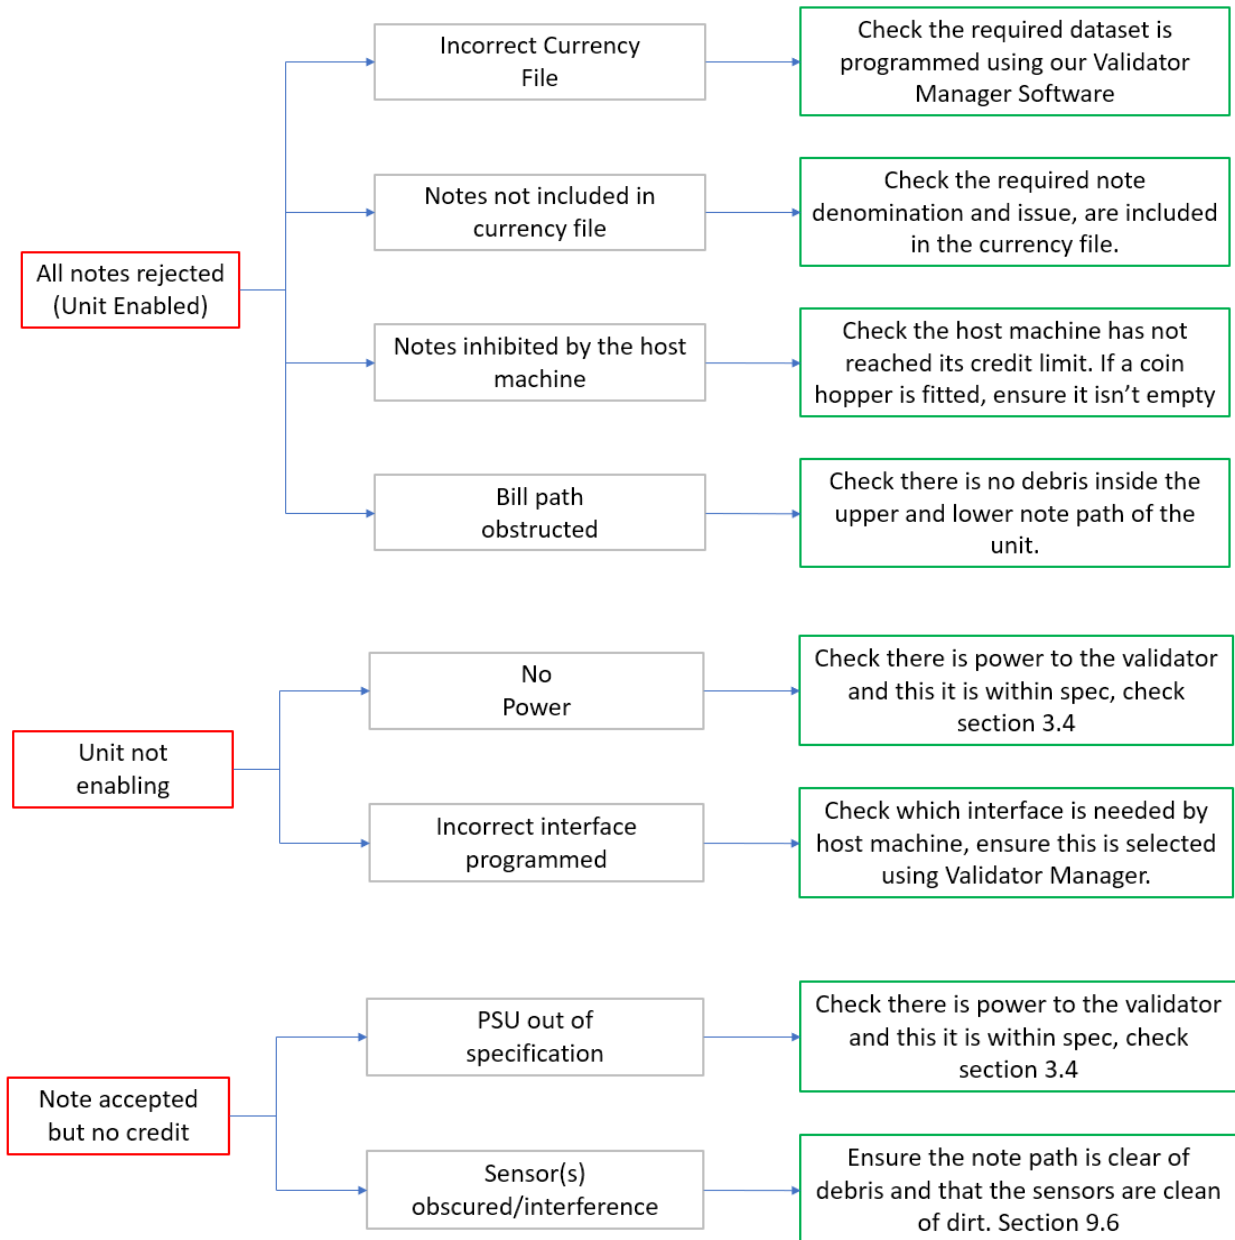 All notes rejected
(Unit Enabled)
Incorrect Currency
File
Check the required dataset is
programmed using our Validator
Manager Software
Notes not included in
currency file
Check the required note
denomination and issue, are included
in the currency file.
Notes inhibited by the host
machine
Check the host machine has not
reached its credit limit. If a coin
hopper is fitted, ensure it isn’t empty
Bill path
obstructed
Check there is no debris inside the
upper and lower note path of the
unit.
Unit not
enabling
No
Power
Check there is power to the validator
and this it is within spec, check
section 3.4
Incorrect interface
programmed
Check which interface is needed by
host machine, ensure this is selected
using Validator Manager.
Note accepted
but no credit
PSU out of
specification
Check there is power to the validator
and this it is within spec, check
section 3.4
Sensor(s)
obscured/interference
Ensure the note path is clear of
debris and that the sensors are clean
of dirt. Section 9.6